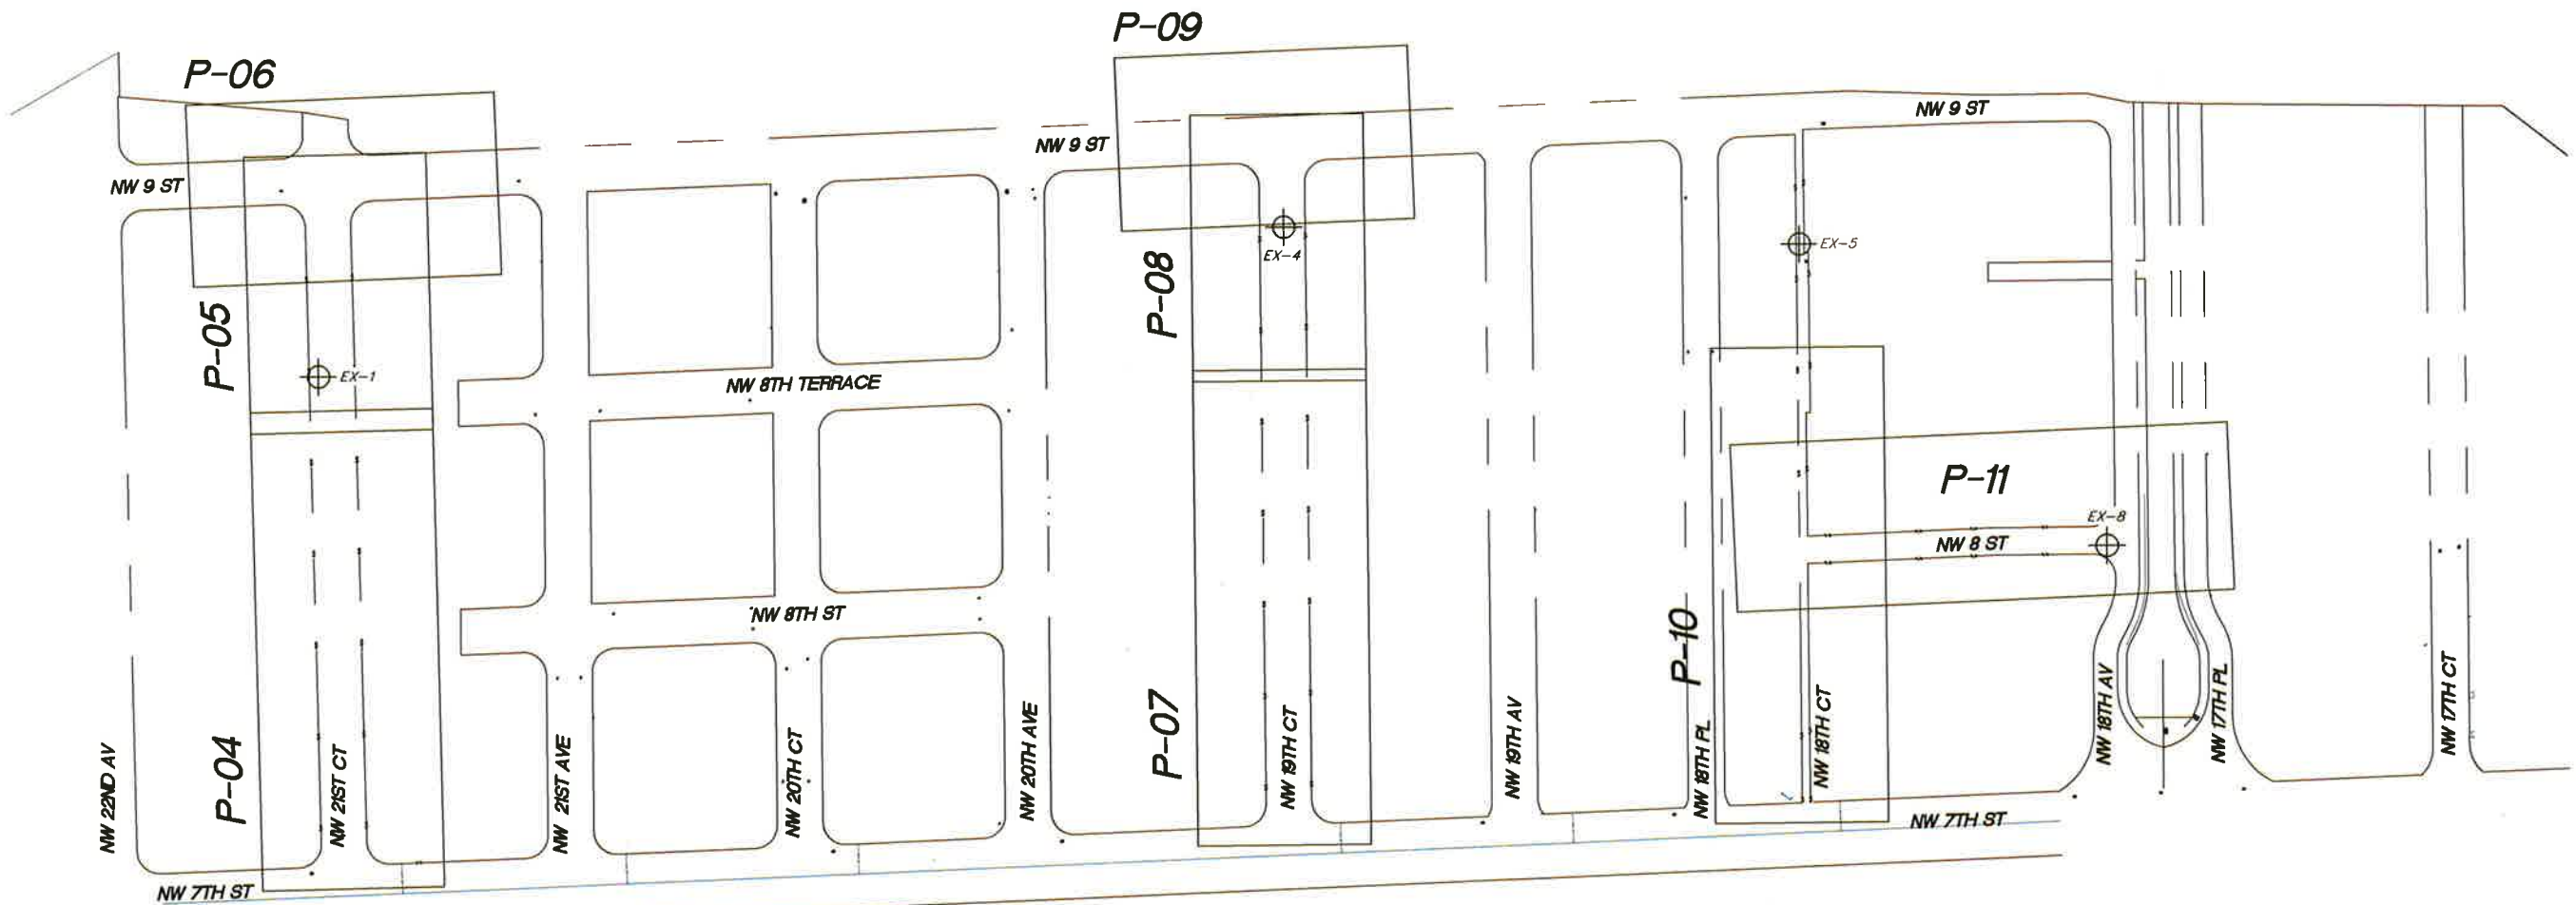 P-09
P-06
NW 9 ST
NW 9 ST
NW 9 ST
EX-4
EX-5
P-08
P-05
EX-1
NW 8TH TERRACE
P-11
EX-8
NW 8 ST
NW 8TH ST
P-10
P-07
P-04
NW 22ND AV
NW 21ST CT
NW 21ST AVE
NW 20TH CT
NW 20TH AVE
NW 19TH CT
NW 19TH AV
NW 18TH PL
NW 18TH CT
NW 18TH AV
NW 17TH PL
NW 17TH CT
NW 7TH ST
NW 7TH ST